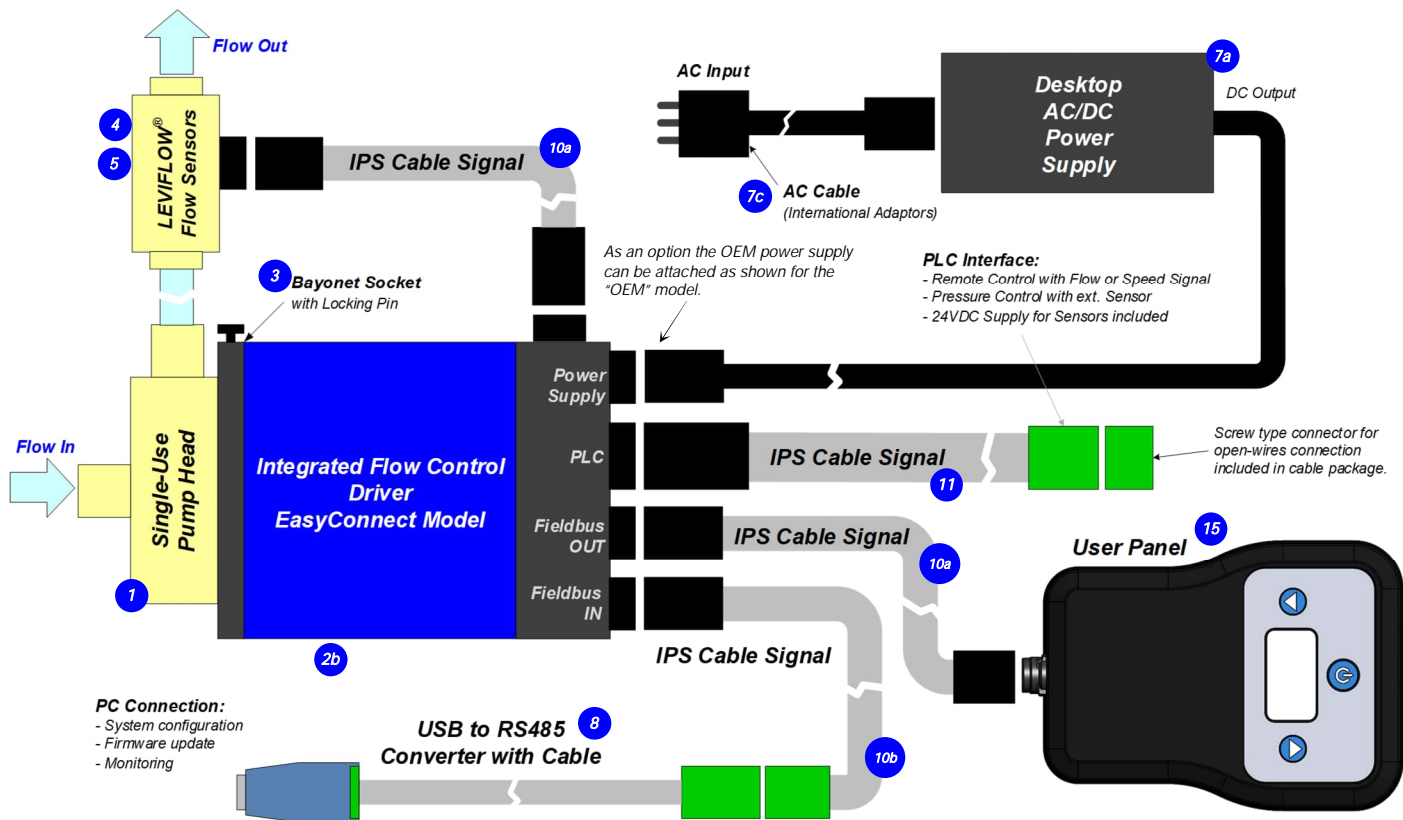 Flow Out
4
5
LEVIFLOW®
Flow Sensors
IPS Cable Signal
10a
AC Input
7c
AC Cable
(International Adaptors)
Desktop
AC/DC
Power
Supply
7a
DC Output
3
Bayonet Socket
with Locking Pin
As an option the OEM power supply
can be attached as shown for the
“OEM” model.
PLC Interface:
- Remote Control with Flow or Speed Signal
- Pressure Control with ext. Sensor
- 24VDC Supply for Sensors included
Flow In
Single-Use
Pump Head
1
Integrated Flow Control
Driver
EasyConnect Model
2b
Power
Supply
PLC
Fieldbus
OUT
Fieldbus
IN
IPS Cable Signal
11
Screw type connector for
open-wires connection
included in cable package.
IPS Cable Signal
10a
User Panel
15
IPS Cable Signal
10b
PC Connection:
- System configuration
- Firmware update
- Monitoring
USB to RS485
Converter with Cable
8